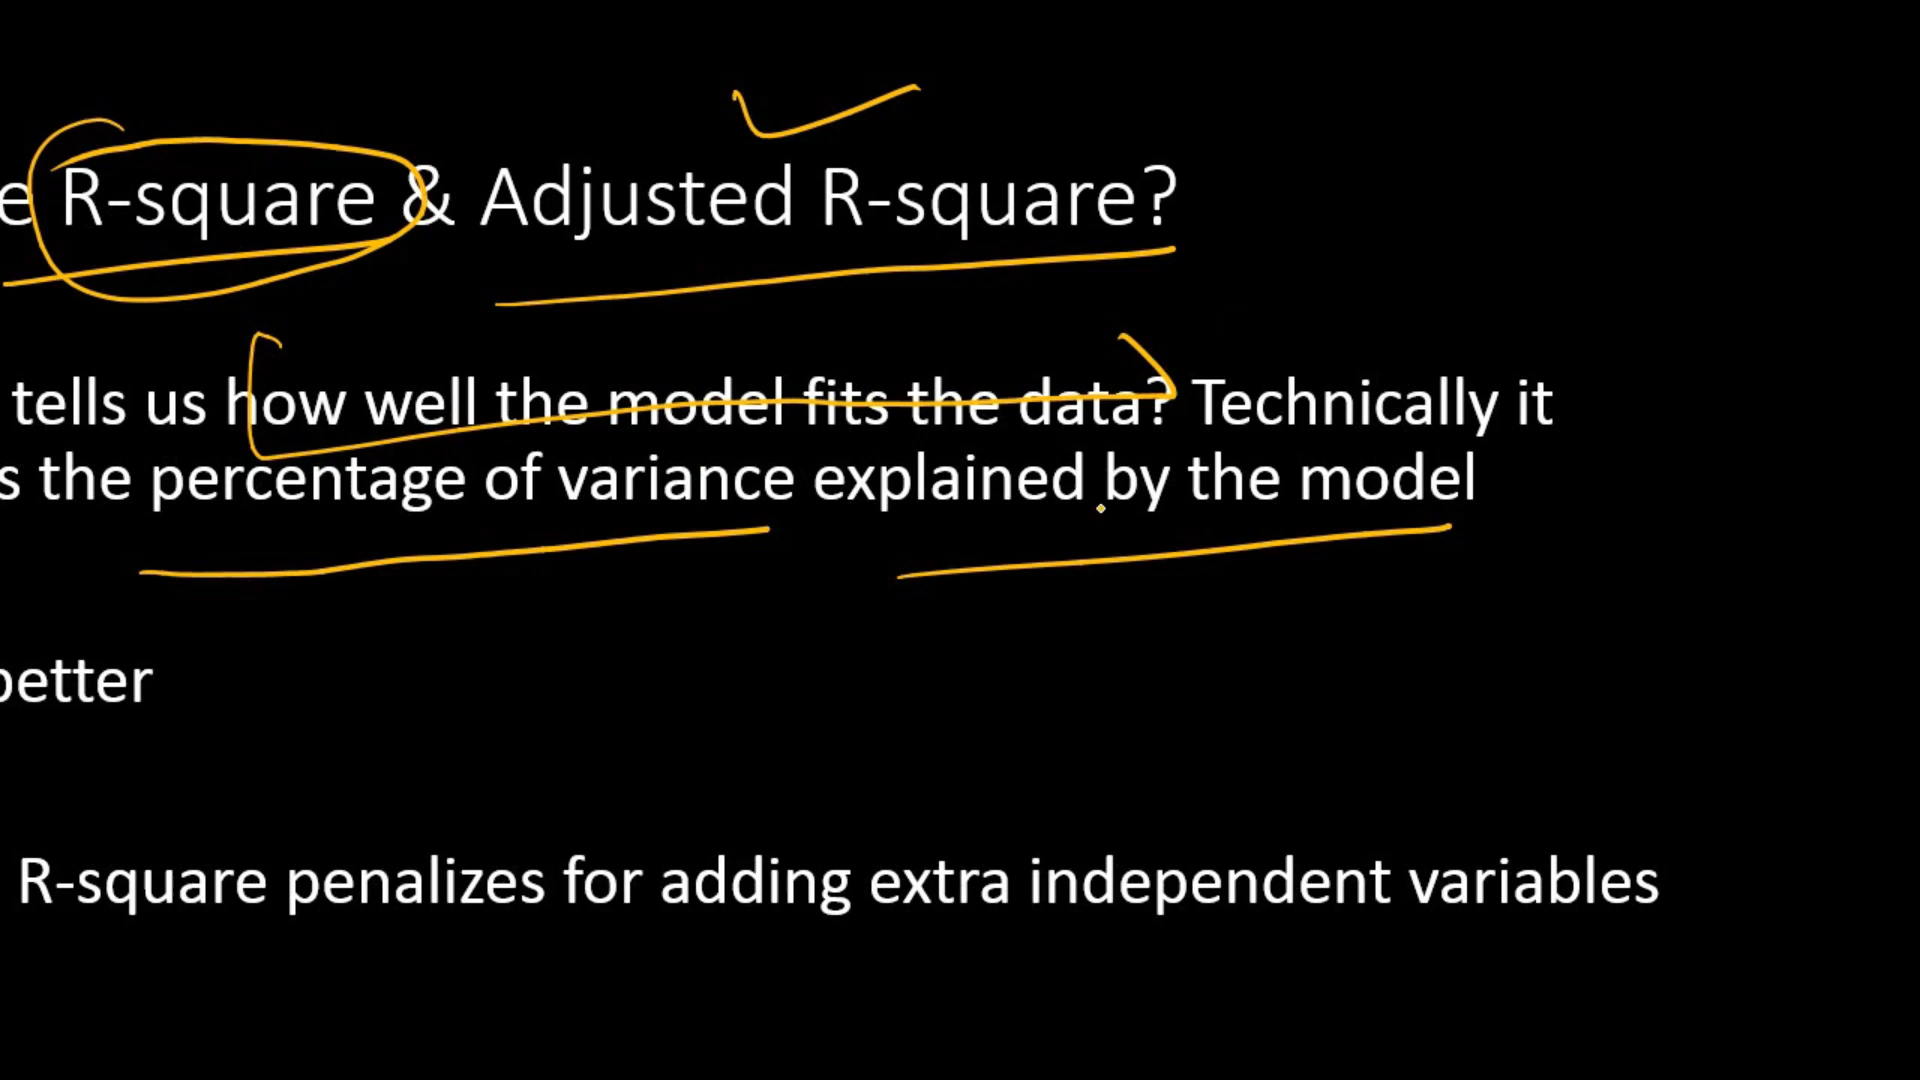 e R-square & Adjusted R-square?
tells us how well the model fits the data? Technically it
s the percentage of variance explained by the model
better
R-square penalizes for adding extra independent variables